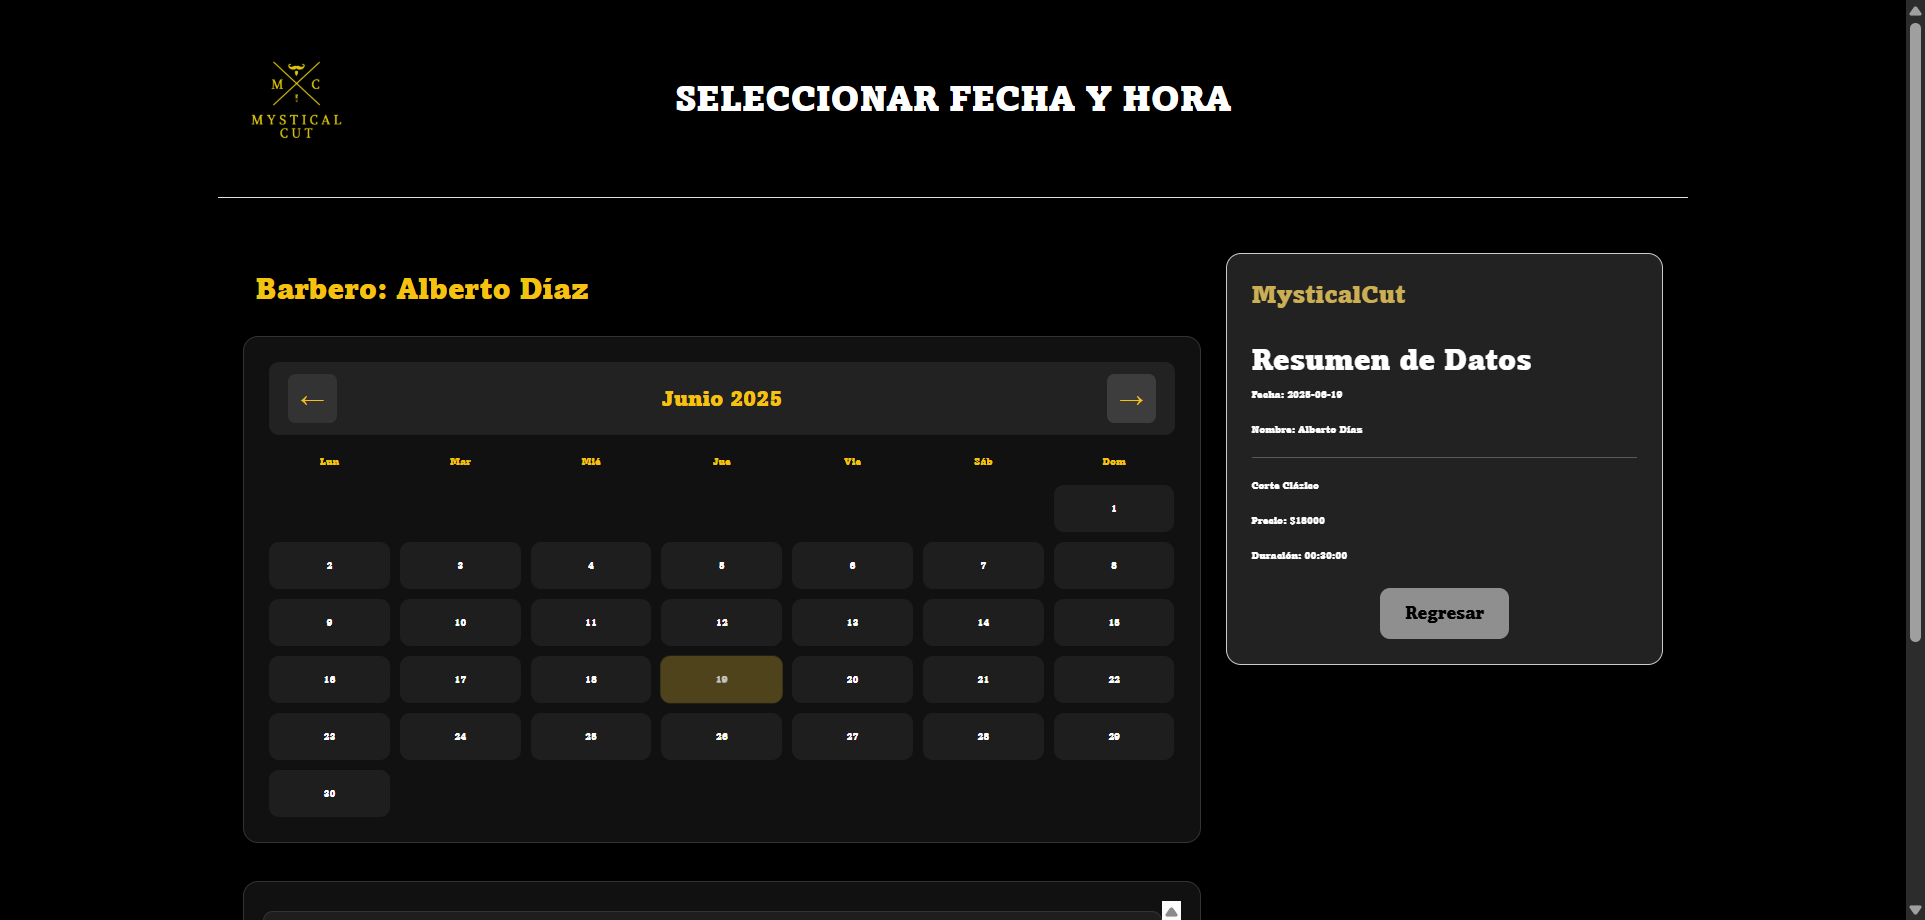 M C
MYSTICAL
CUT
SELECCIONAR FECHA Y HORA
Barbero: Alberto Díaz
← Junio 2025 →
Lun Mar Mié Jue Vie Sáb Dom
1
2 3 4 5 6 7 8
9 10 11 12 13 14 15
16 17 18 19 20 21 22
23 24 25 26 27 28 29
30
MysticalCut
Resumen de Datos
Fecha: 2025-06-19
Nombre: Alberto Díaz
Corte Clázico
Precio: $18000
Duración: 00:30:00
Regresar